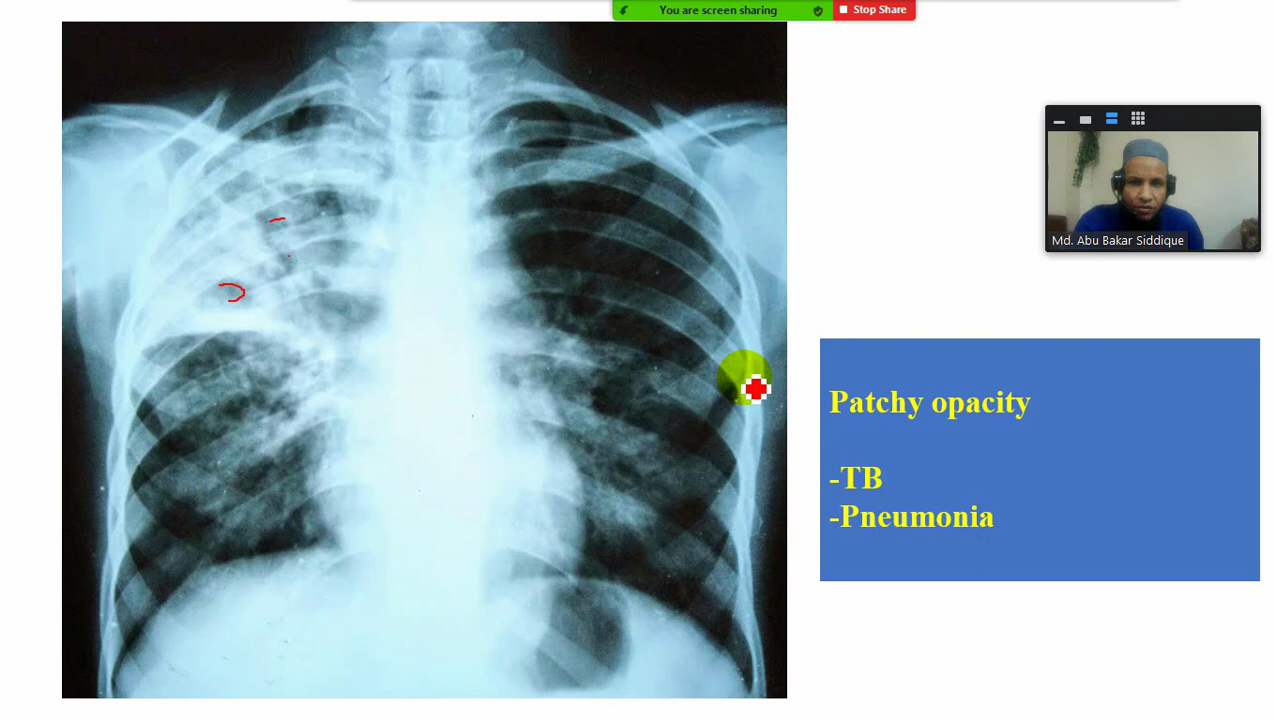 You are screen sharing
Stop Share
Md. Abu Bakar Siddique
Patchy opacity
-TB
-Pneumonia